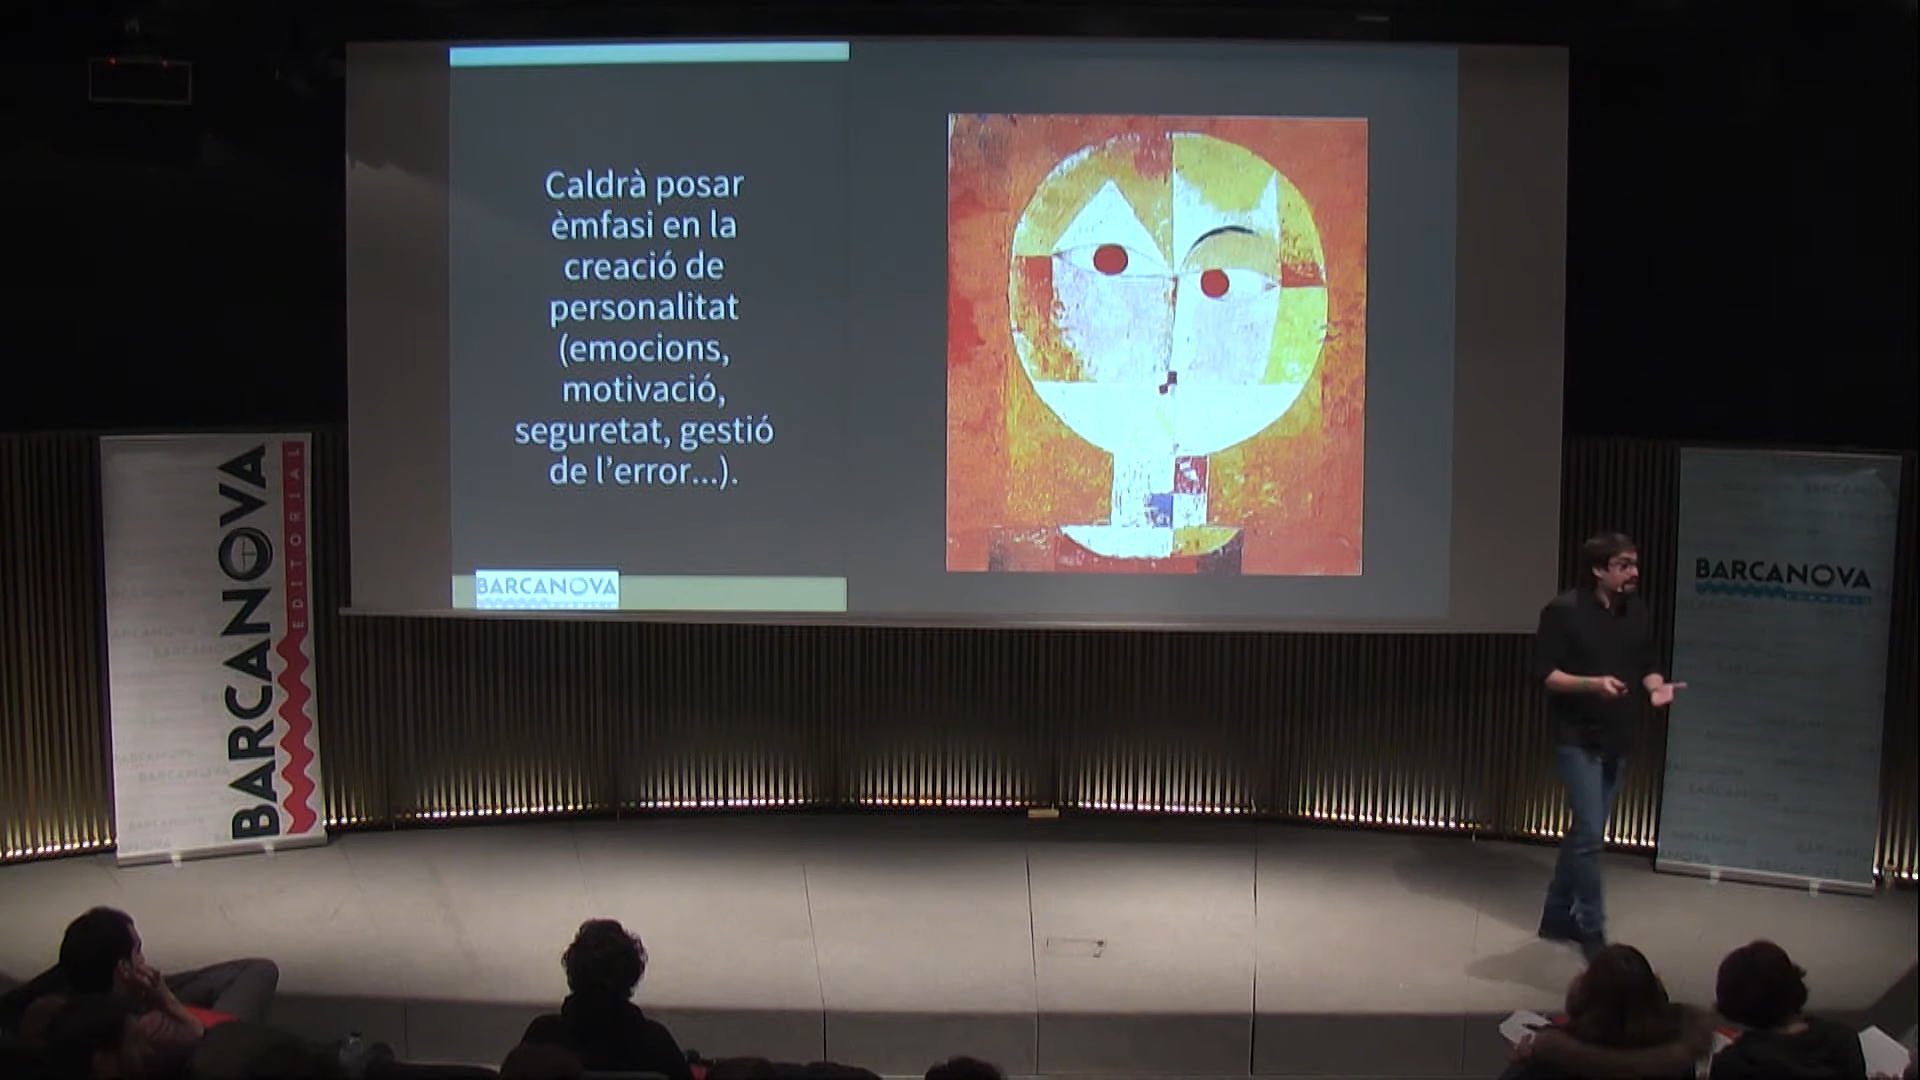 Caldrà posar
èmfasi en la
creació de
personalitat
(emocions,
motivació,
seguretat, gestió
de l'error...).
BARCANOVA
BARCANOVA
EDITORIAL
BARCANOVA